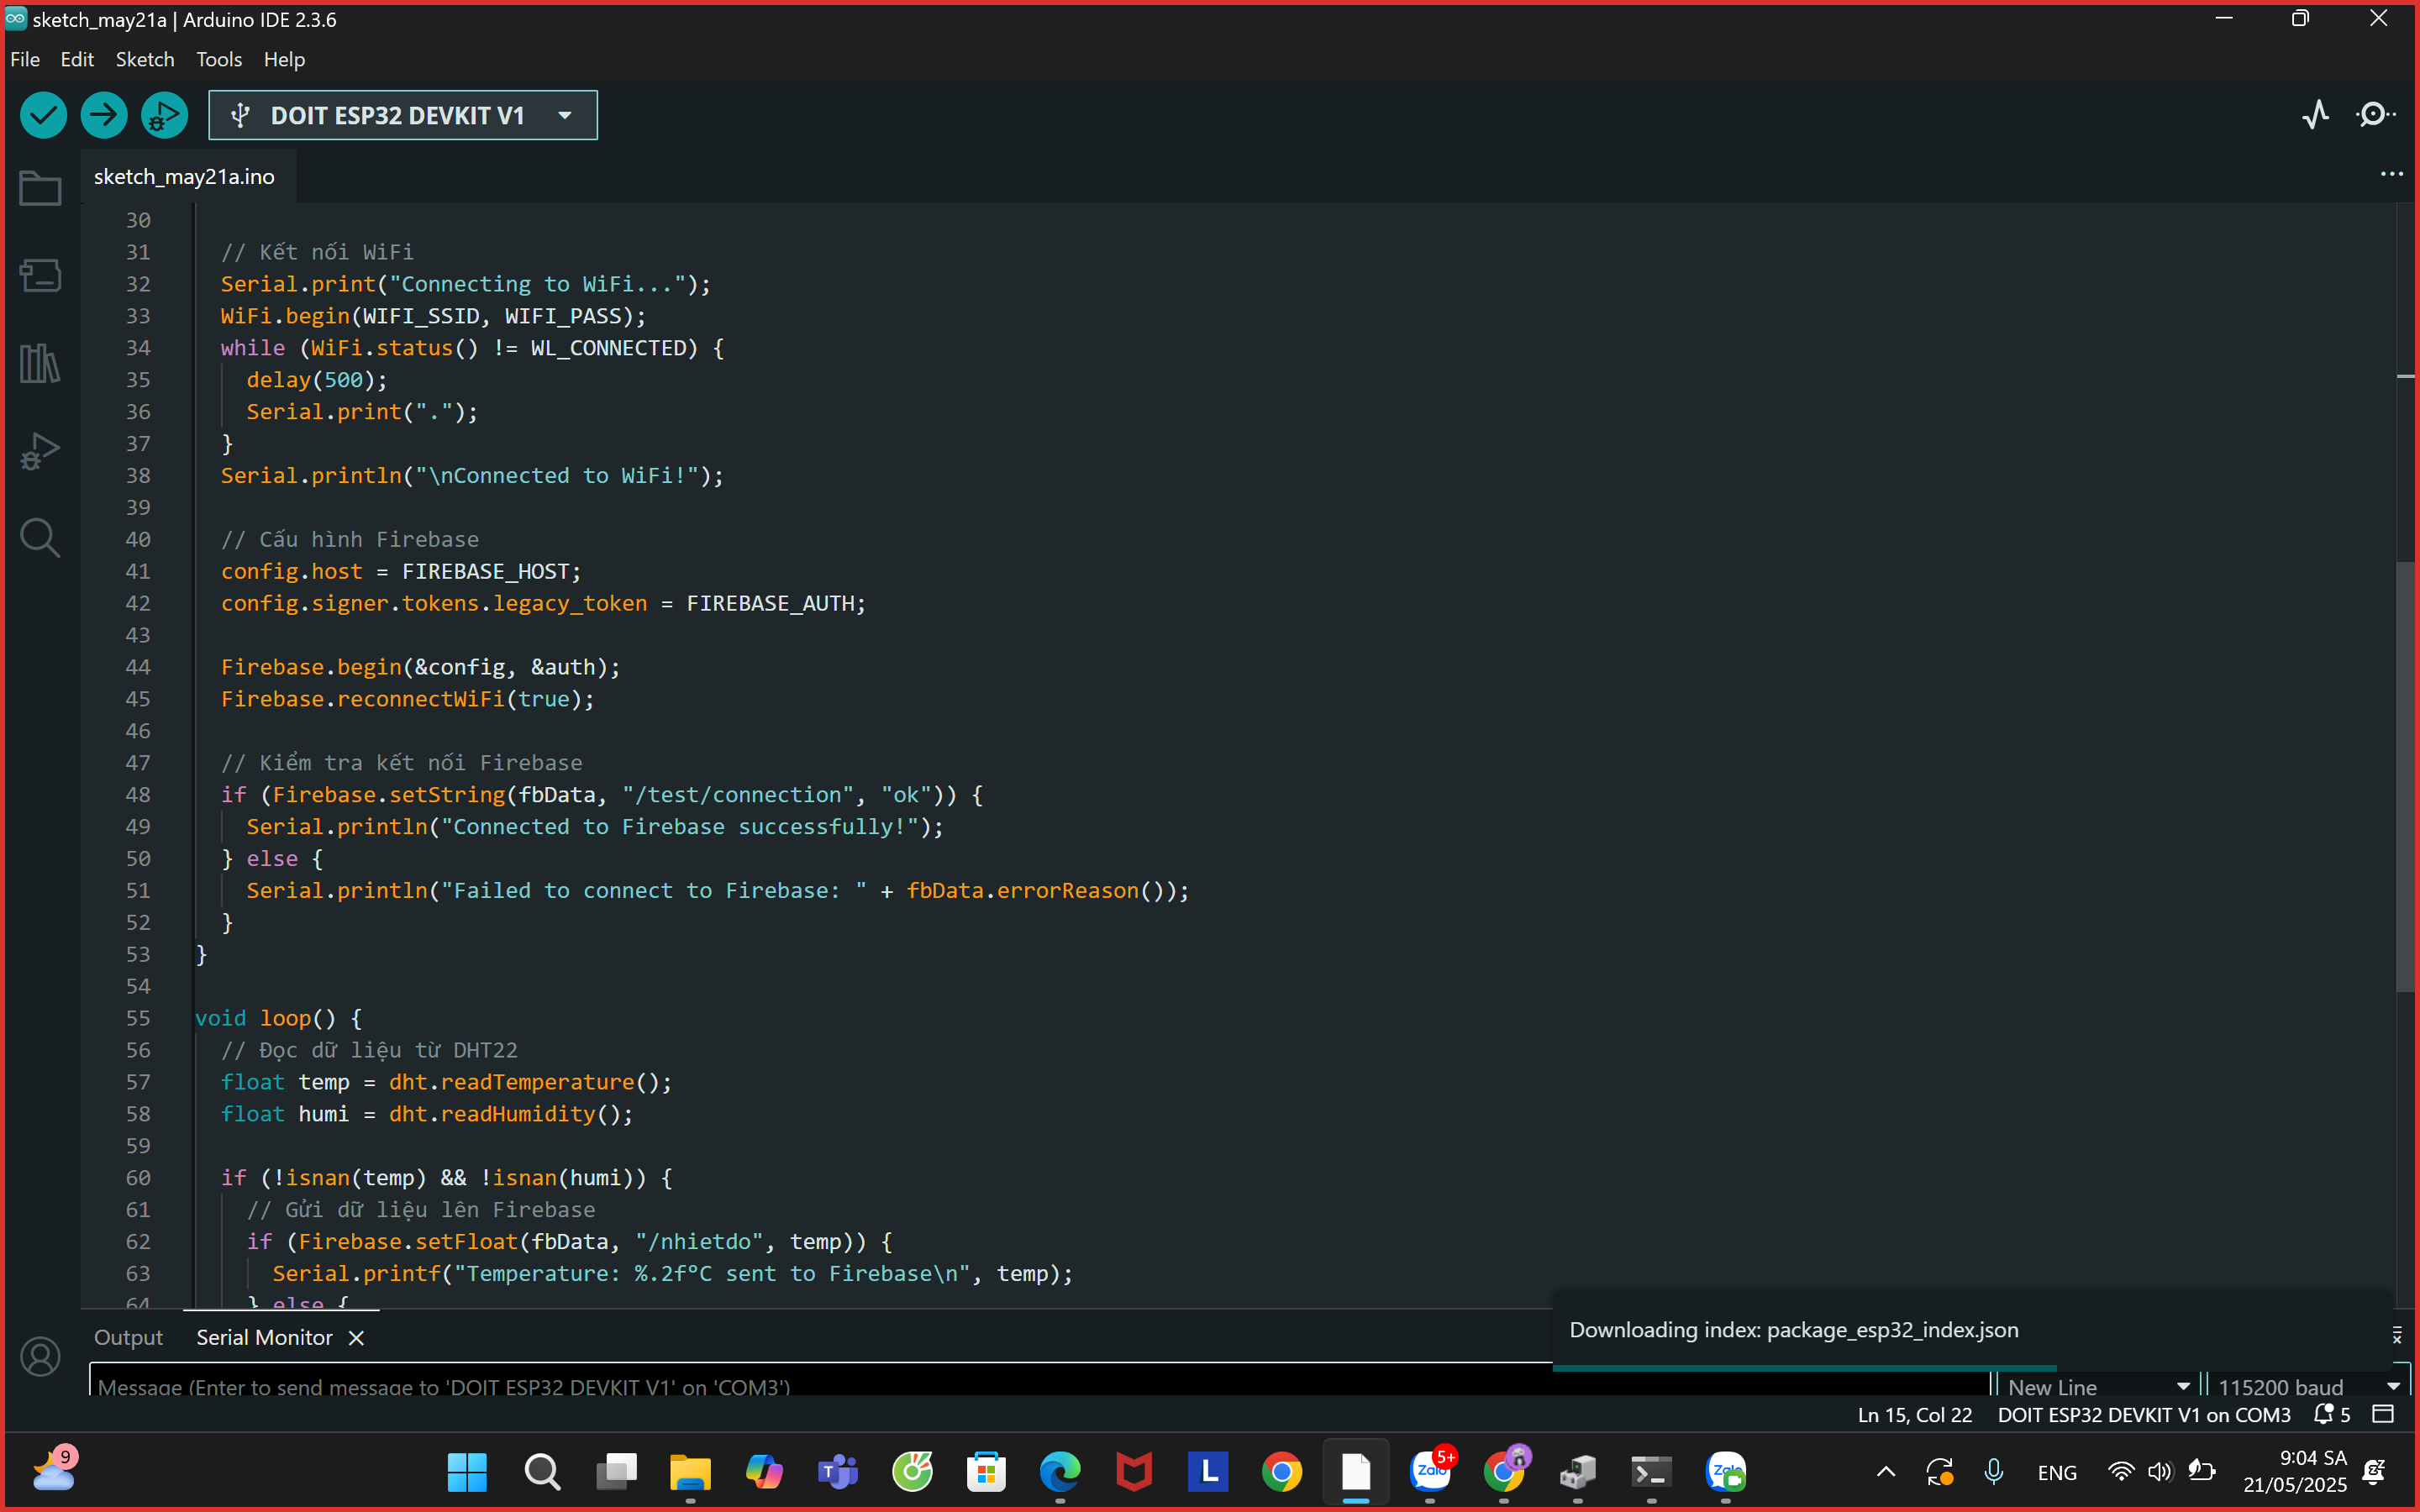 sketch_may21a | Arduino IDE 2.3.6
File Edit Sketch Tools Help
DOIT ESP32 DEVKIT V1
sketch_may21a.ino
30
31 // Kết nối WiFi
32 Serial.print("Connecting to WiFi...");
33 WiFi.begin(WIFI_SSID, WIFI_PASS);
34 while (WiFi.status() != WL_CONNECTED) {
35 delay(500);
36 Serial.print(".");
37 }
38 Serial.println("\nConnected to WiFi!");
39
40 // Cấu hình Firebase
41 config.host = FIREBASE_HOST;
42 config.signer.tokens.legacy_token = FIREBASE_AUTH;
43
44 Firebase.begin(&config, &auth);
45 Firebase.reconnectWiFi(true);
46
47 // Kiểm tra kết nối Firebase
48 if (Firebase.setString(fbData, "/test/connection", "ok")) {
49 Serial.println("Connected to Firebase successfully!");
50 } else {
51 Serial.println("Failed to connect to Firebase: " + fbData.errorReason());
52 }
53 }
54
55 void loop() {
56 // Đọc dữ liệu từ DHT22
57 float temp = dht.readTemperature();
58 float humi = dht.readHumidity();
59
60 if (!isnan(temp) && !isnan(humi)) {
61 // Gửi dữ liệu lên Firebase
62 if (Firebase.setFloat(fbData, "/nhietdo", temp)) {
63 Serial.printf("Temperature: %.2f°C sent to Firebase\n", temp);
64 } else {
Output Serial Monitor
Downloading index: package_esp32_index.json
Message (Enter to send message to 'DOIT ESP32 DEVKIT V1' on 'COM3')
New Line 115200 baud
Ln 15, Col 22 DOIT ESP32 DEVKIT V1 on COM3 5
9
T
L
Zalo 5+
Zalo
ENG
9:04 SA
21/05/2025